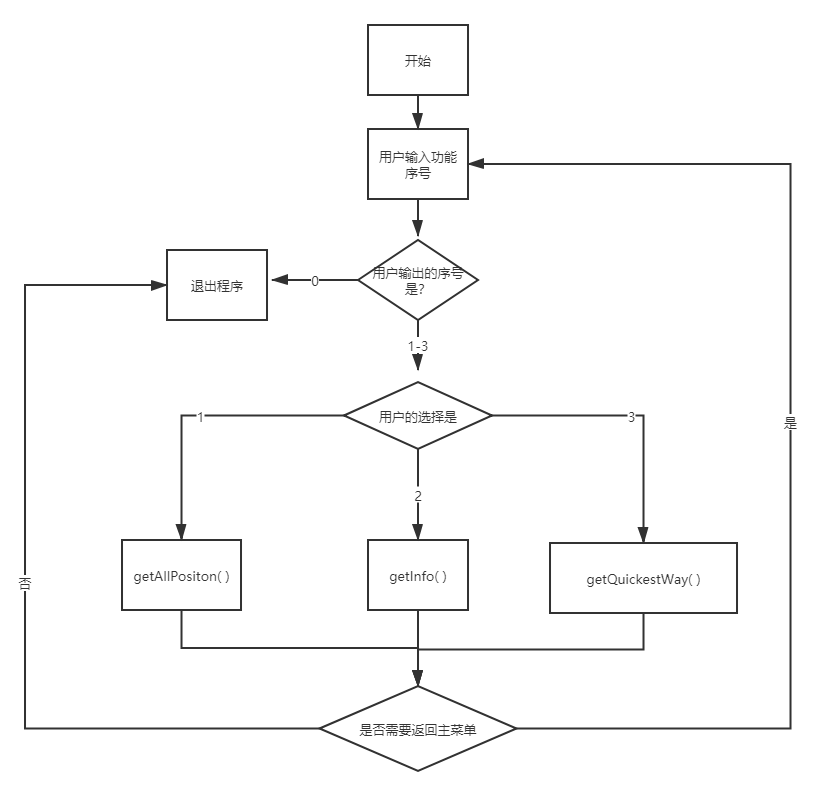 开始
用户输入功能
序号
退出程序
0
用户输出的序号
是?
1-3
用户的选择是
1
2
3
是
getAllPositon( )
getInfo( )
getQuickestWay( )
否
是否需要返回主菜单